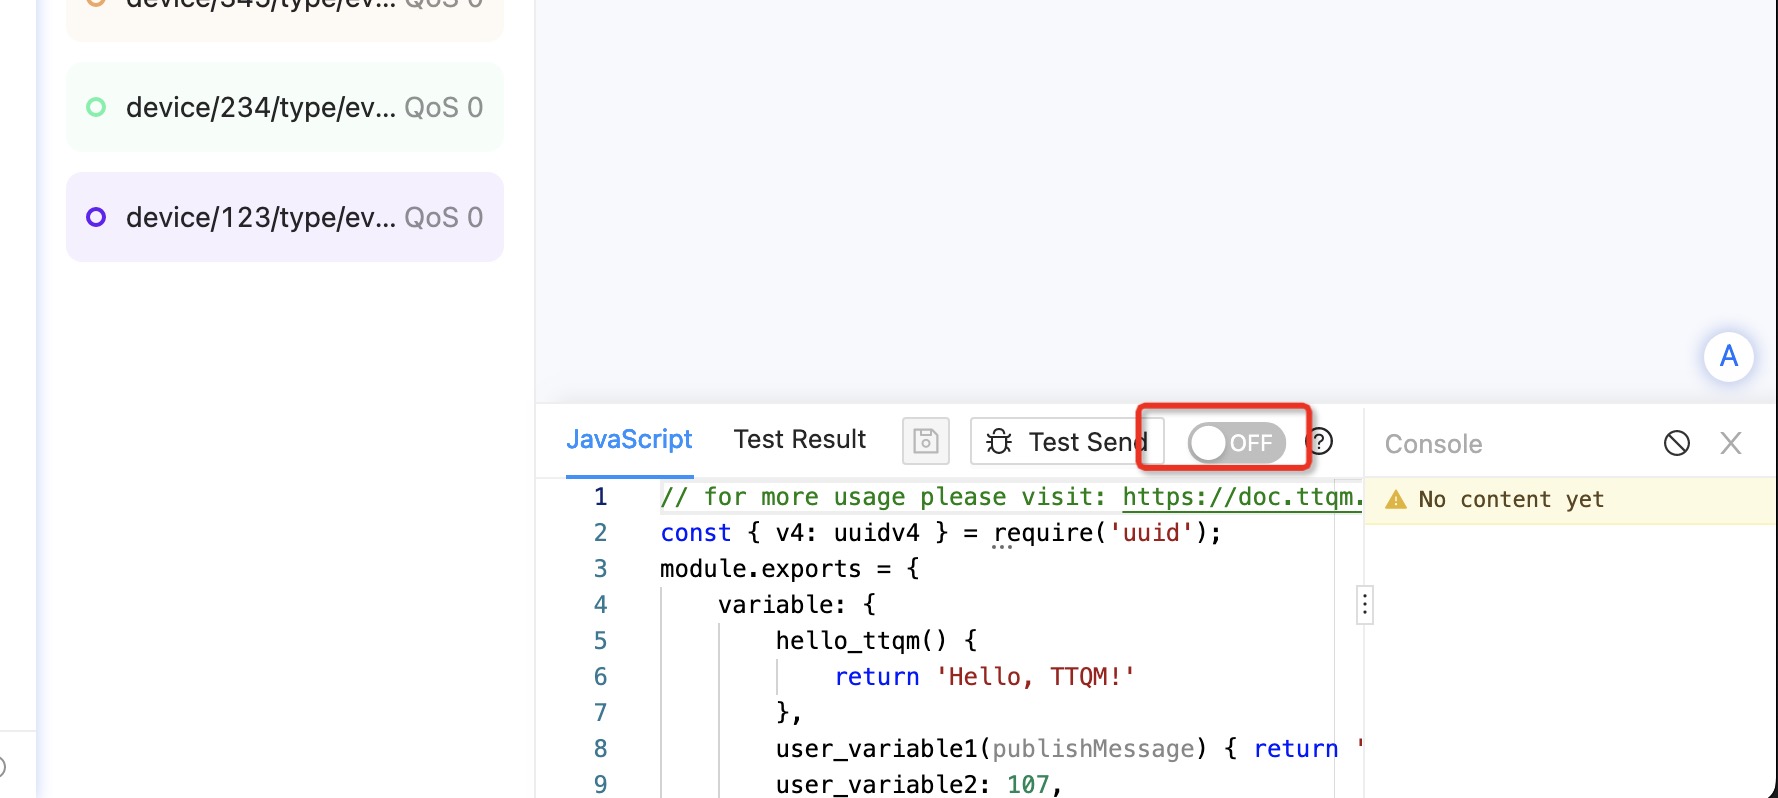 device/345/type/ev... QoS 0
device/234/type/ev... QoS 0
device/123/type/ev... QoS 0
A
JavaScript
Test Result
Test Send
OFF
?
Console
1 // for more usage please visit: https://doc.ttqm.
2 const { v4: uuidv4 } = require('uuid');
3 module.exports = {
4 variable: {
5 hello_ttqm() {
6 return 'Hello, TTQM!'
7 },
8 user_variable1(publishMessage) { return '
9 user_variable2: 107,
No content yet